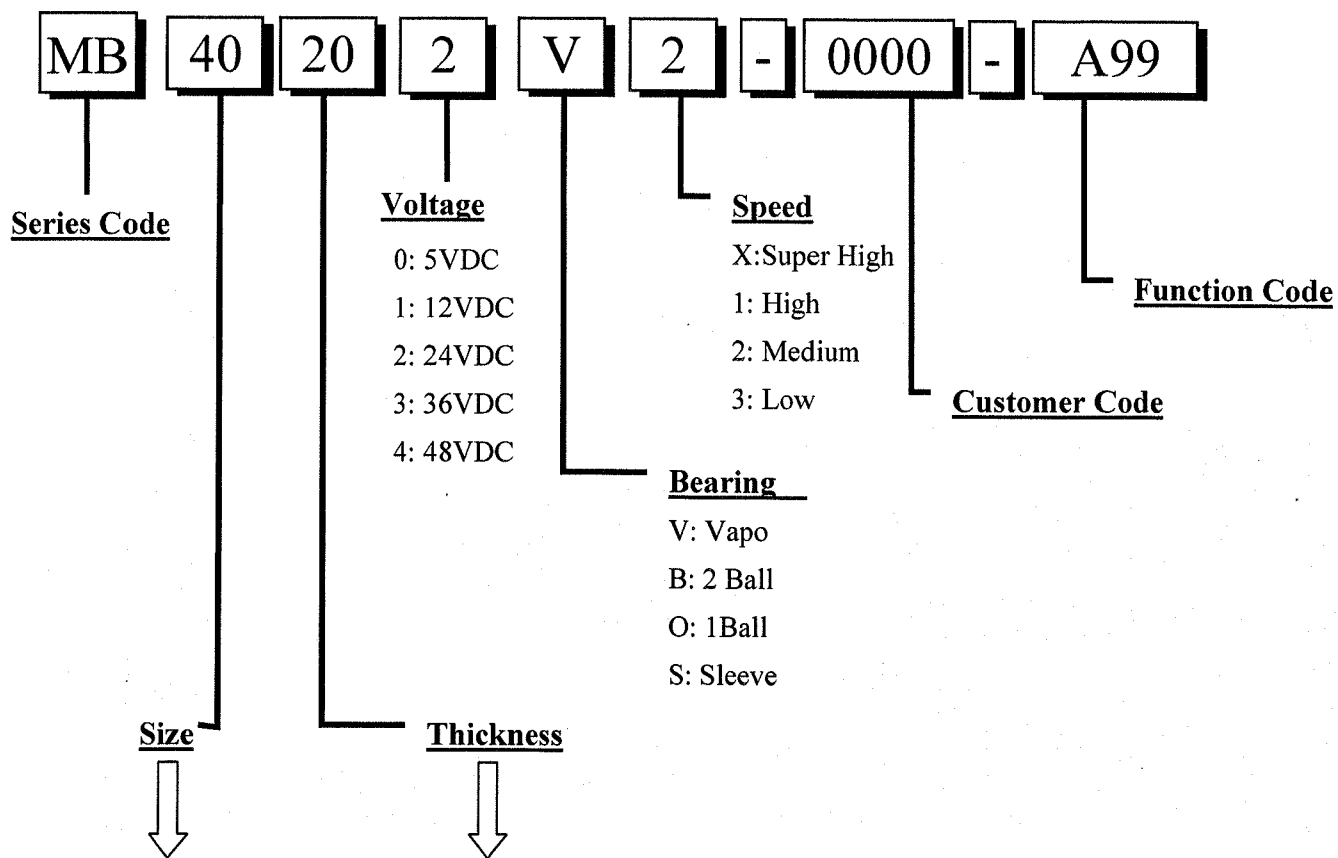 MB 40 20 2 V 2 - 0000 - A99
Series Code
Voltage
0: 5VDC
1: 12VDC
2: 24VDC
3: 36VDC
4: 48VDC
Speed
X:Super High
1: High
2: Medium
3: Low
Function Code
Customer Code
Bearing
V: Vapo
B: 2 Ball
O: 1Ball
S: Sleeve
Size
Thickness